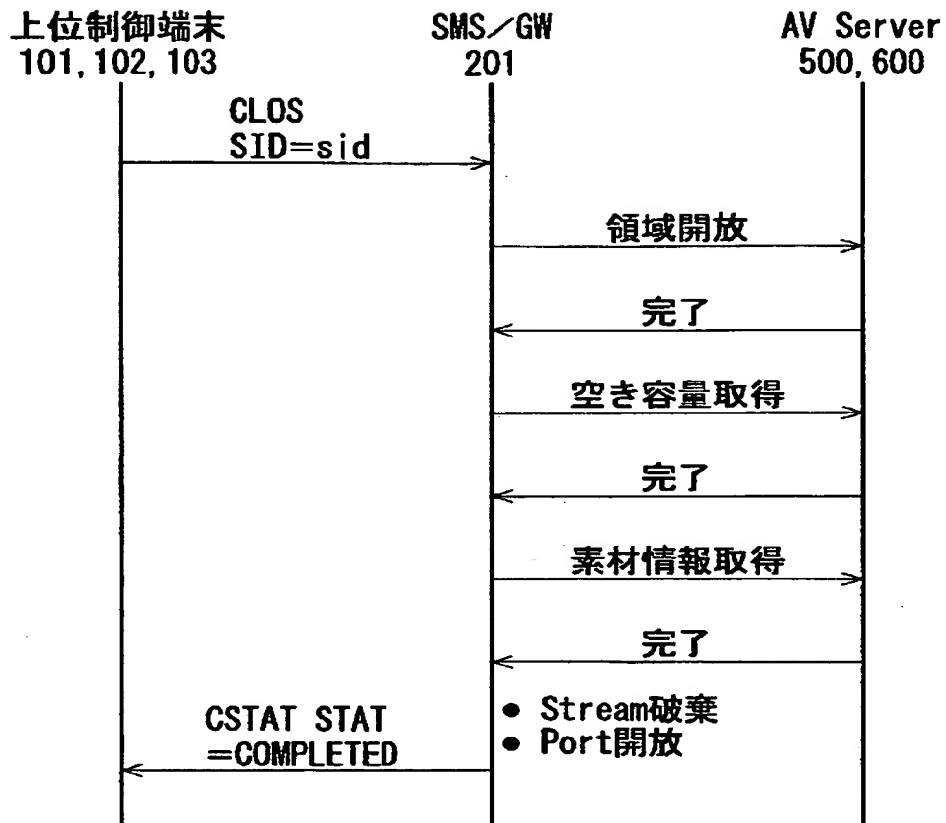 上位制御端末
101, 102, 103
SMS/GW
201
AV Server
500, 600
CLOS
SID=sid
領域開放
完了
空き容量取得
完了
素材情報取得
完了
CSTAT STAT
=COMPLETED
● Stream破棄
● Port開放